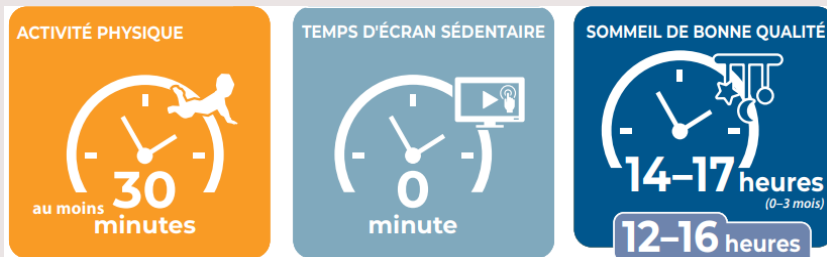 ACTIVITÉ PHYSIQUE
au moins 30
minutes
TEMPS D'ÉCRAN SÉDENTAIRE
0
minute
SOMMEIL DE BONNE QUALITÉ
14–17 heures
(0–3 mois)
12–16 heures